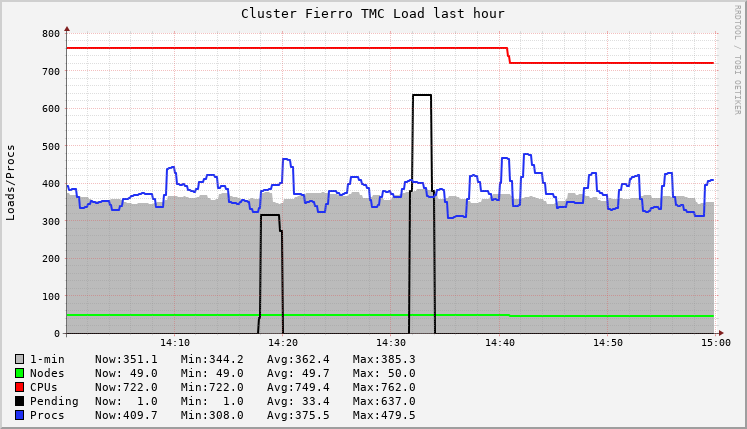 Cluster Fierro TMC Load last hour
RRDTOOL / TOBI OETIKER
Loads/Procs
800
700
600
500
400
300
200
100
0
14:10 14:20 14:30 14:40 14:50 15:00
1-min Now:351.1 Min:344.2 Avg:362.4 Max:385.3
Nodes Now: 49.0 Min: 49.0 Avg: 49.7 Max: 50.0
CPUs Now:722.0 Min:722.0 Avg:749.4 Max:762.0
Pending Now: 1.0 Min: 1.0 Avg: 33.4 Max:637.0
Procs Now:409.7 Min:308.0 Avg:375.5 Max:479.5